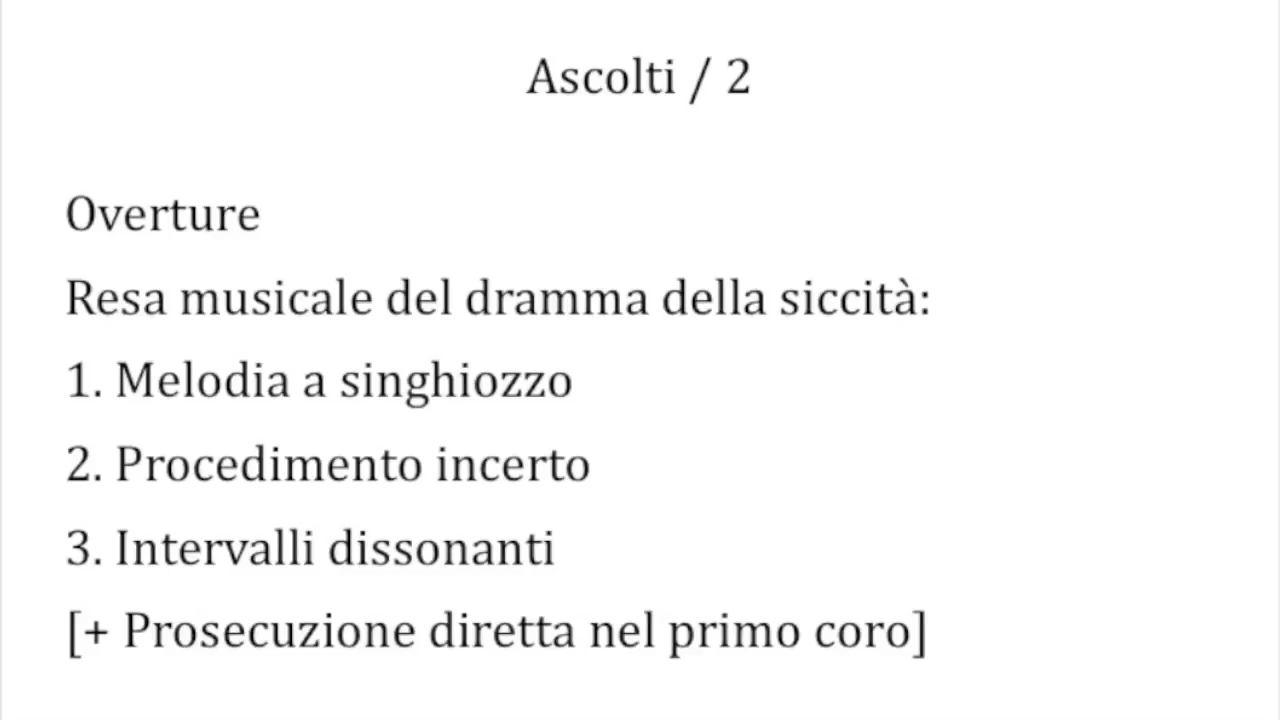 Ascolti / 2
Overture
Resa musicale del dramma della siccità:
1. Melodia a singhiozzo
2. Procedimento incerto
3. Intervalli dissonanti
[+ Prosecuzione diretta nel primo coro]